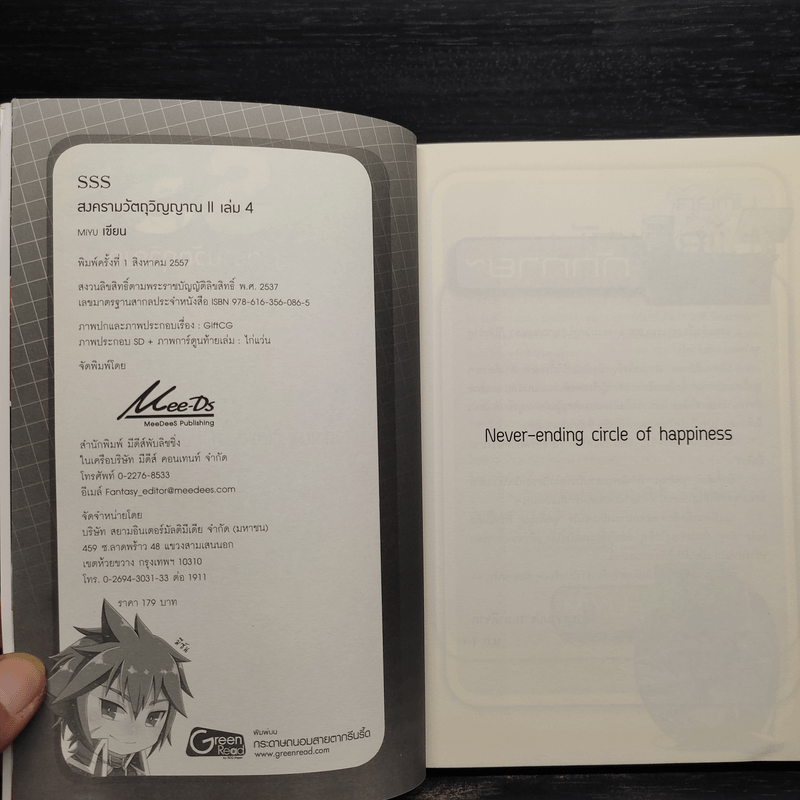 SSS
สงครามวัตถุวิญญาณ II เล่ม 4
MIYU เขียน
พิมพ์ครั้งที่ 1 สิงหาคม 2557
สงวนลิขสิทธิ์ตามพระราชบัญญัติลิขสิทธิ์ พ.ศ. 2537
เลขมาตรฐานสากลประจำหนังสือ ISBN 978-616-356-086-5
ภาพปกและภาพประกอบเรื่อง : GiftCG
ภาพประกอบ SD + ภาพการ์ตูนท้ายเล่ม : ไก่แว่น
จัดพิมพ์โดย
Mee-Ds
MeeDeeS Publishing
สำนักพิมพ์ มีดีส์พับลิชชิ่ง
ในเครือบริษัท มีดีส์ คอนเทนท์ จำกัด
โทรศัพท์ 0-2276-8533
อีเมล์ Fantasy_editor@meedees.com
จัดจำหน่ายโดย
บริษัท สยามอินเตอร์มัลติมีเดีย จำกัด (มหาชน)
459 ซ.ลาดพร้าว 48 แขวงสามเสนนอก
เขตห้วยขวาง กรุงเทพฯ 10310
โทร. 0-2694-3031-33 ต่อ 1911
ราคา 179 บาท
Green Read
พิมพ์บน
กระดาษถนอมสายตากรีนรี้ด
www.greenread.com
Never-ending circle of happiness